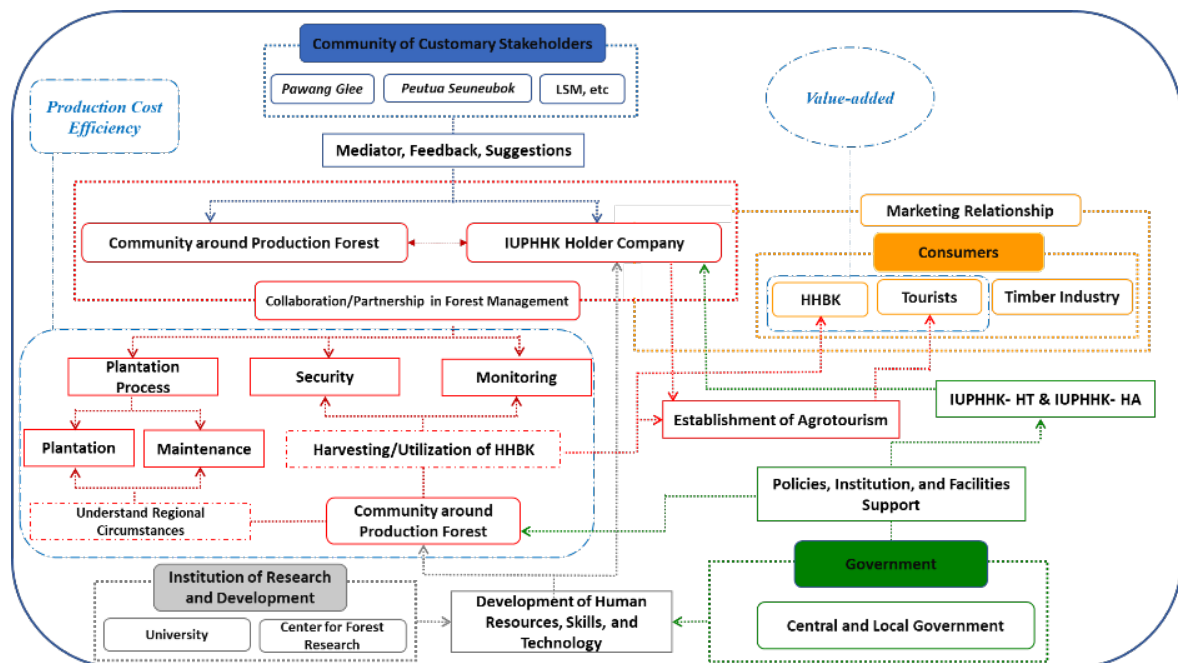 Community of Customary Stakeholders
Pawang Glee
Peutua Seuneubok
LSM, etc
Production Cost
Efficiency
Value-added
Mediator, Feedback, Suggestions
Marketing Relationship
Community around Production Forest
IUPHHK Holder Company
Consumers
Collaboration/Partnership in Forest Management
HHBK
Tourists
Timber Industry
Plantation
Process
Security
Monitoring
IUPHHK- HT & IUPHHK- HA
Establishment of Agrotourism
Plantation
Maintenance
Harvesting/Utilization of HHBK
Policies, Institution, and Facilities
Support
Understand Regional
Circumstances
Community around
Production Forest
Institution of Research
and Development
Government
University
Center for Forest
Research
Development of Human
Resources, Skills, and
Technology
Central and Local Government